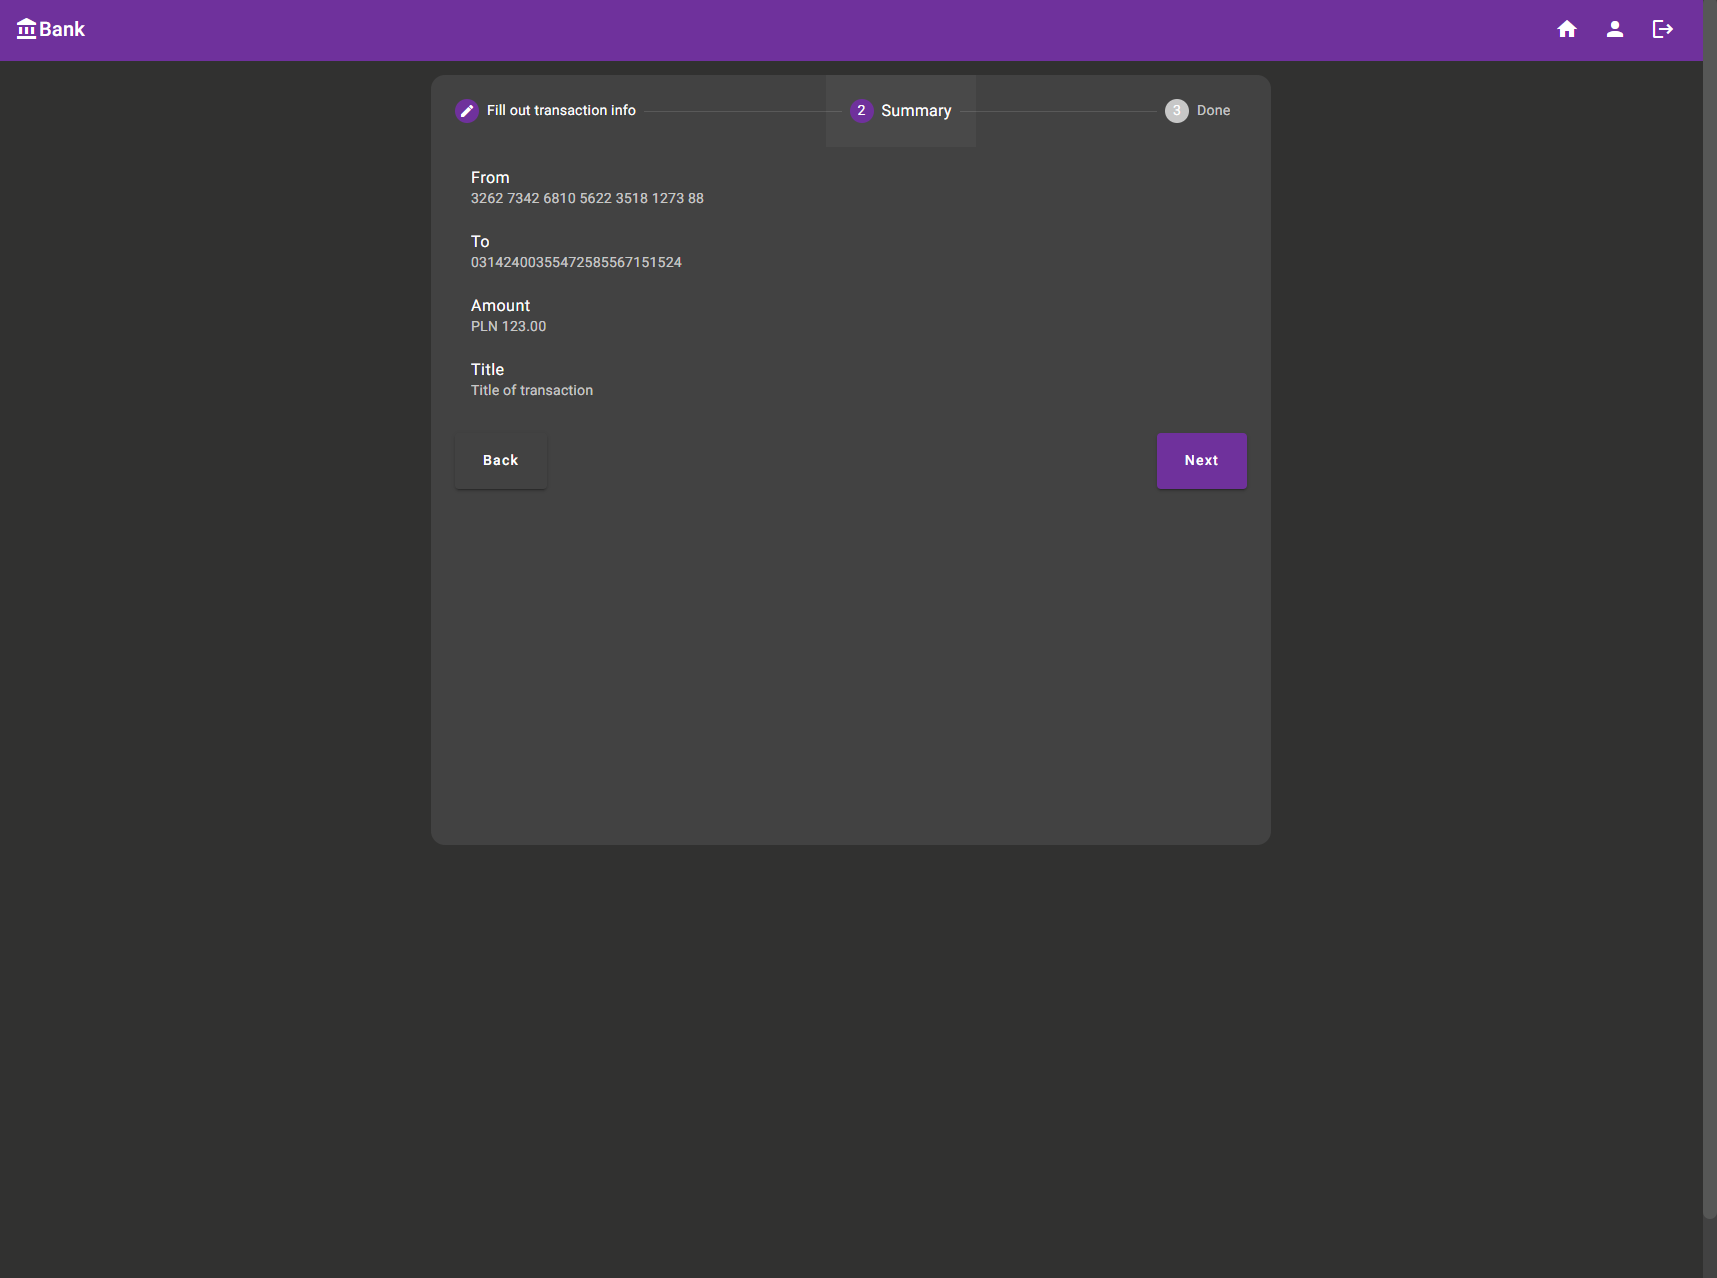 Bank
Fill out transaction info
2 Summary
3 Done
From
3262 7342 6810 5622 3518 1273 88
To
03142400355472585567151524
Amount
PLN 123.00
Title
Title of transaction
Back
Next